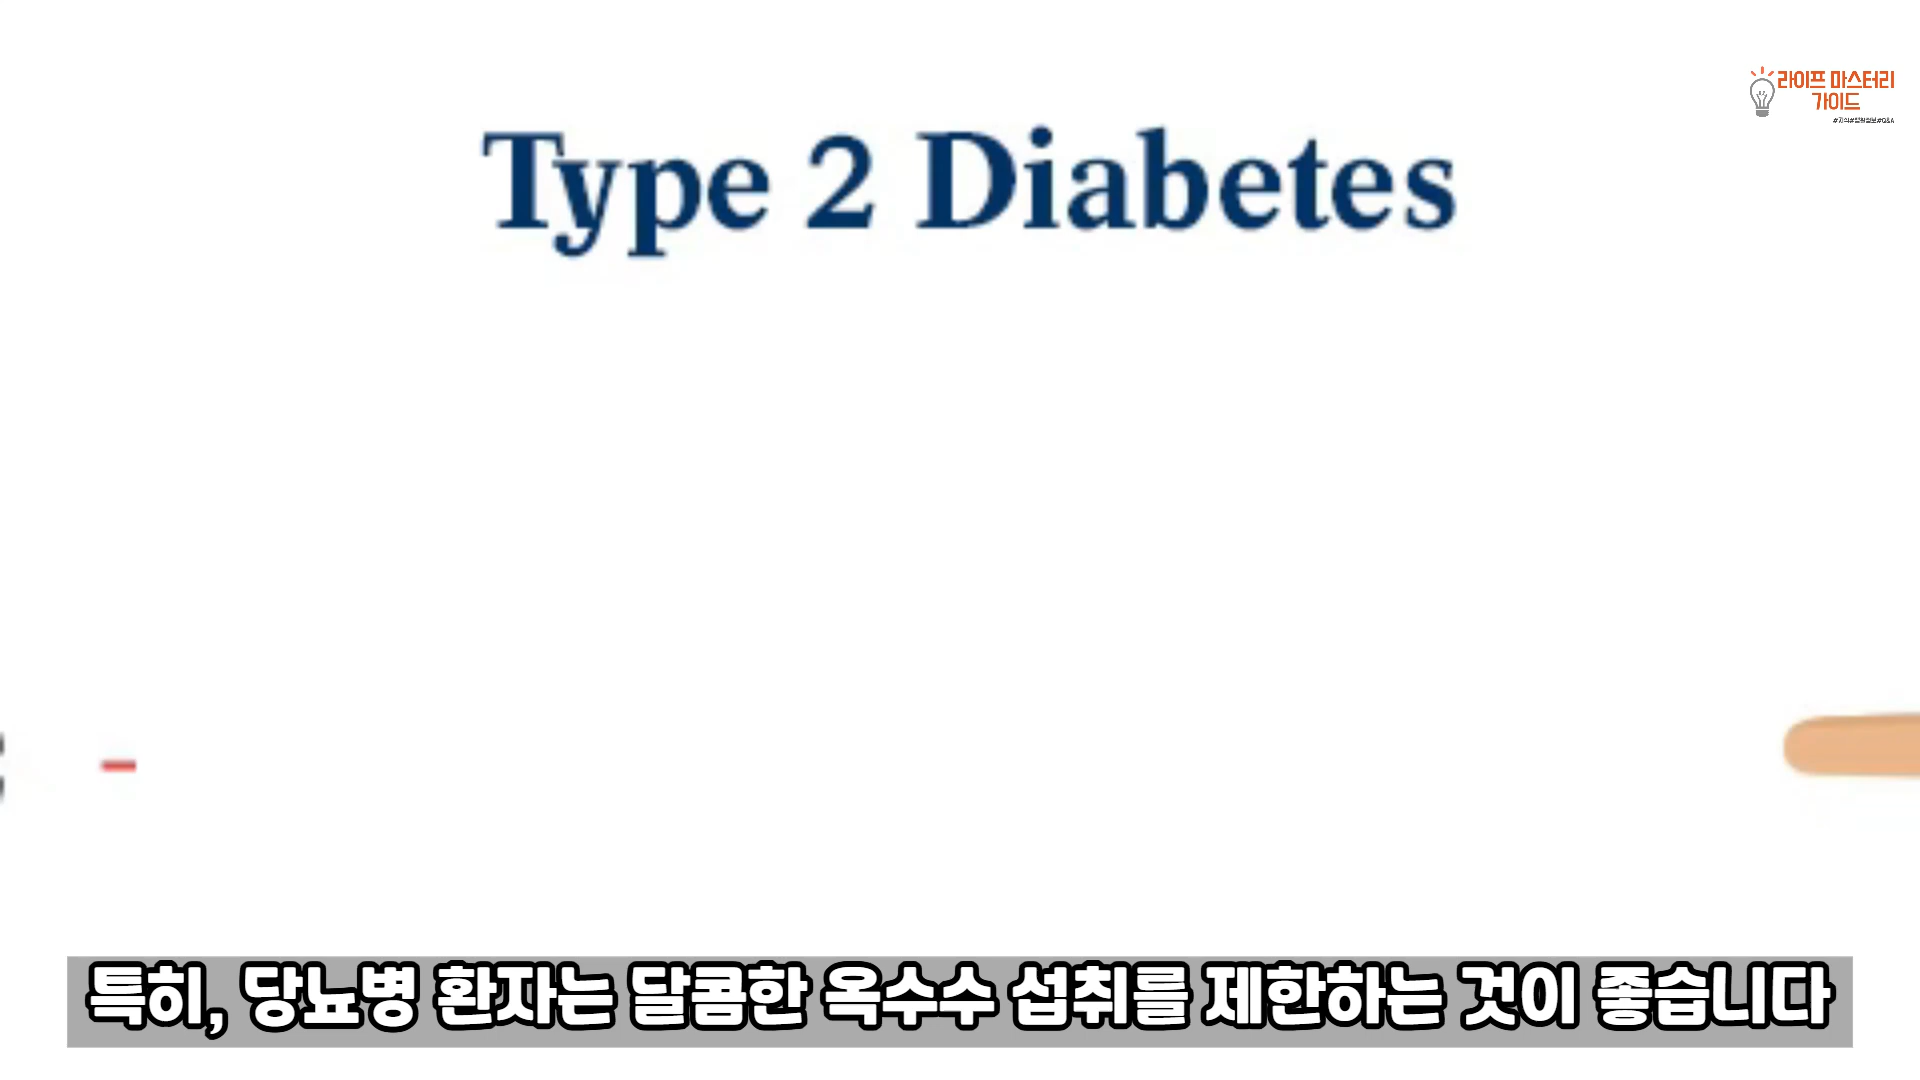 라이프 마스터리
가이드
Type 2 Diabetes
특히, 당뇨병 환자는 달콤한 옥수수 섭취를 제한하는 것이 좋습니다